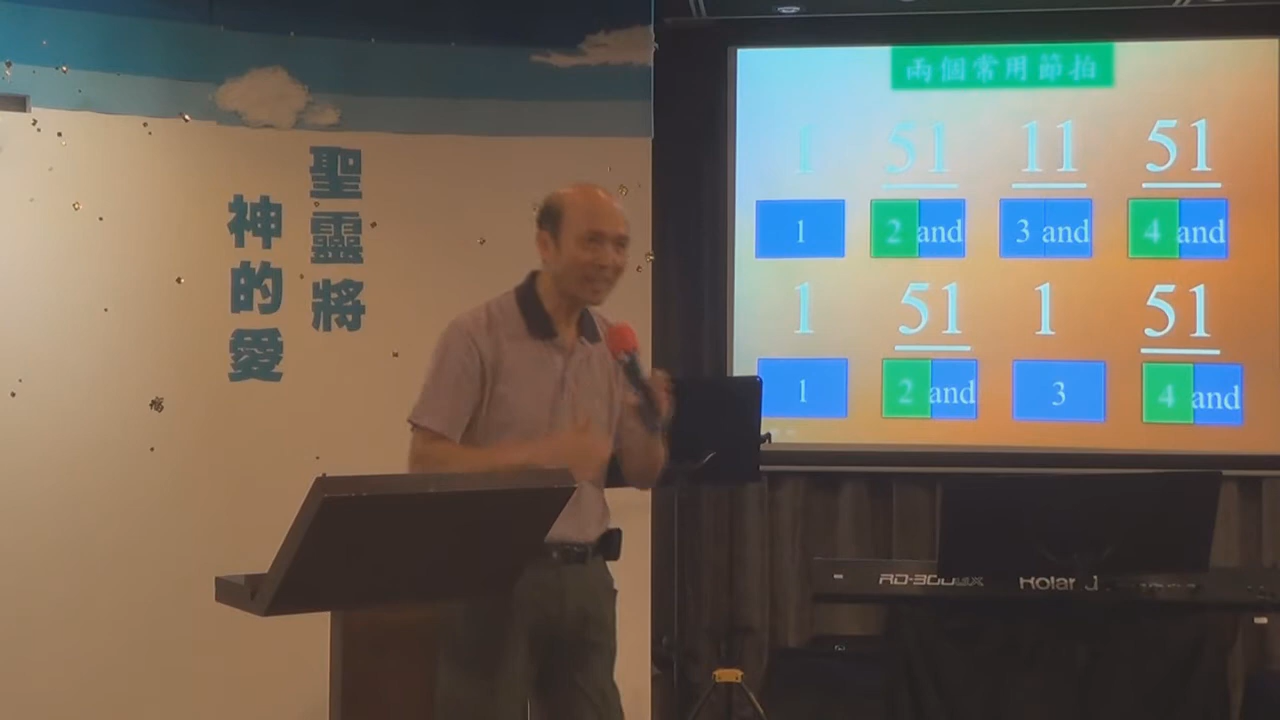 聖靈將
神的愛
兩個常用節拍
1 51 11 51
1 2 and 3 and 4 and
1 51 1 51
1 2 and 3 4 and
RD-300GX Roland